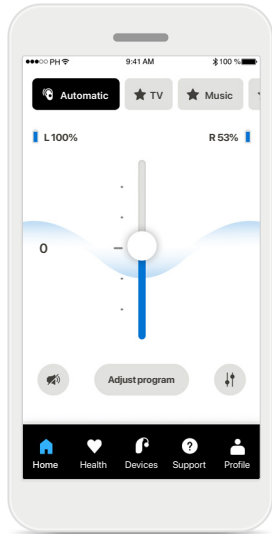 PH 9:41 AM 100 %
Automatic TV Music
L 100% R 53%
0
Adjust program
Home Health Devices Support Profile